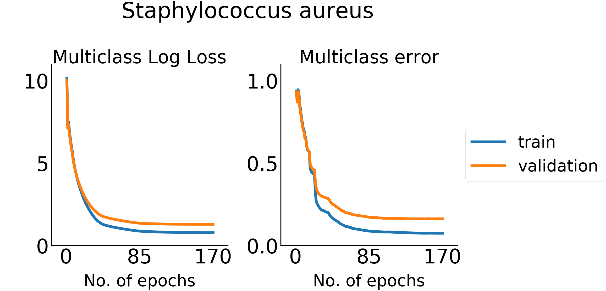 Staphylococcus aureus
Multiclass Log Loss
10
5
0
0 85 170
No. of epochs
Multiclass error
1.0
0.5
0.0
0 85 170
No. of epochs
train
validation